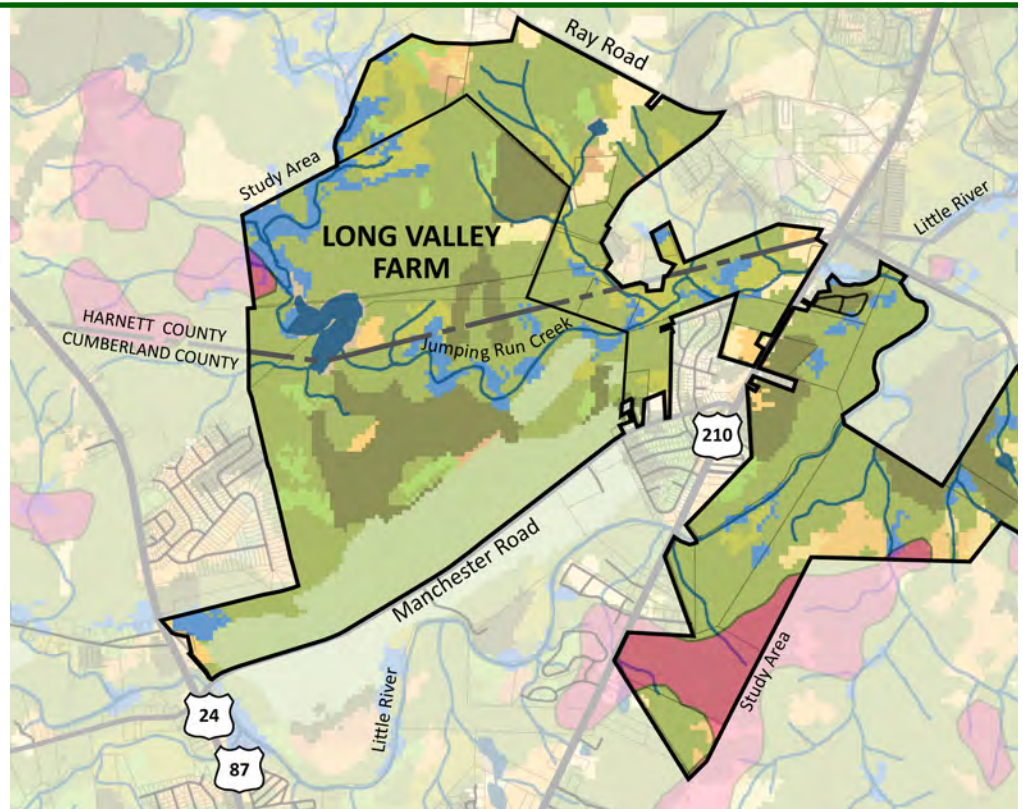 Ray Road
Study Area
Little River
LONG VALLEY
FARM
HARNETT COUNTY
CUMBERLAND COUNTY
Jumping Run Creek
210
Manchester Road
Study Area
24
Little River
87